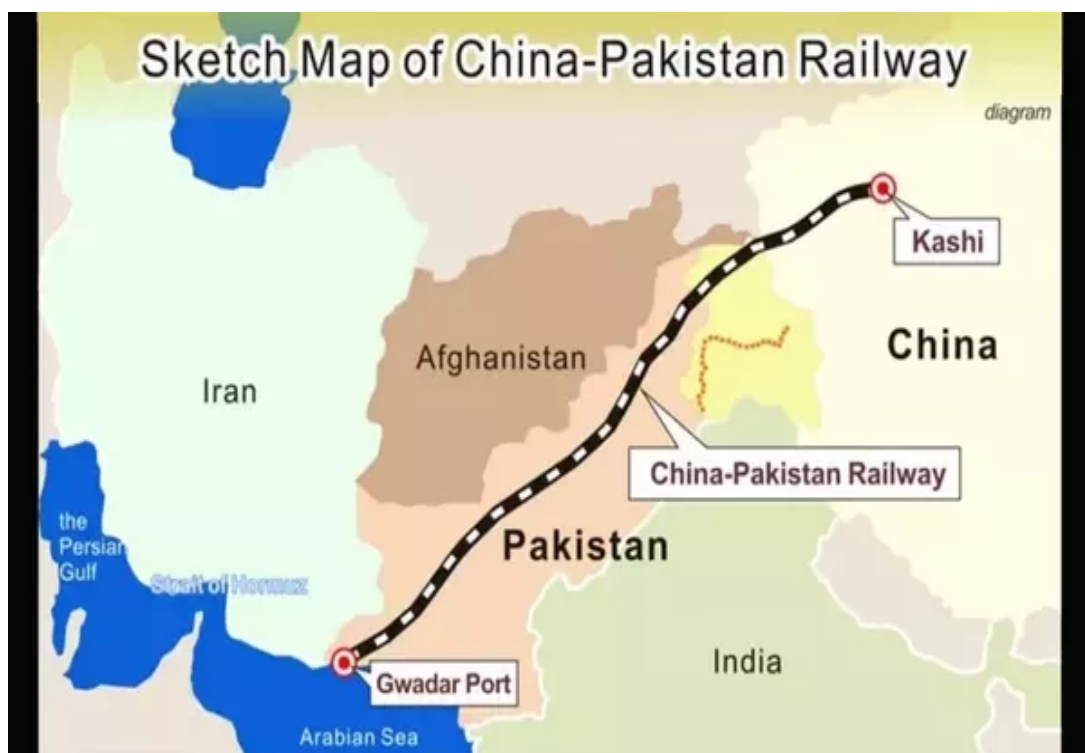 Sketch Map of China-Pakistan Railway
diagram
Kashi
China
Afghanistan
Iran
China-Pakistan Railway
the
Persian
Gulf
Pakistan
Strait of Hormuz
India
Gwadar Port
Arabian Sea